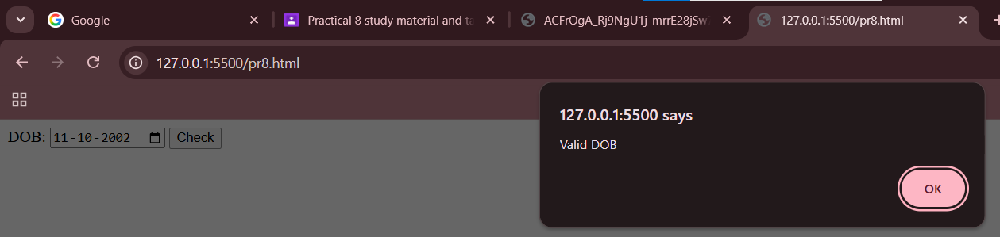 Google
Practical 8 study material and ta
ACFrOgA_Rj9NgU1j-mrrE28jSw
127.0.0.1:5500/pr8.html
127.0.0.1:5500/pr8.html
127.0.0.1:5500 says
Valid DOB
OK
DOB: 11-10-2002 Check